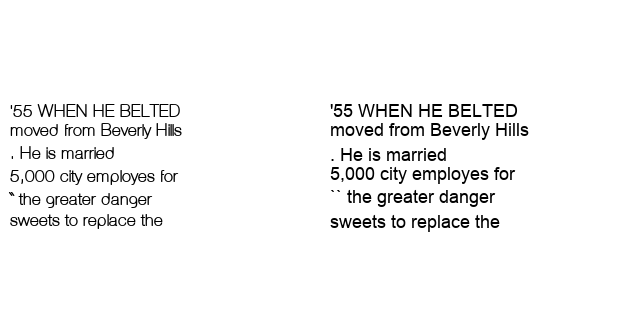 '55 WHEN HE BELTED
moved from Beverly Hills
. He is married
5,000 city employes for
`` the greater danger
sweets to replace the
'55 WHEN HE BELTED
moved from Beverly Hills
. He is married
5,000 city employes for
`` the greater danger
sweets to replace the